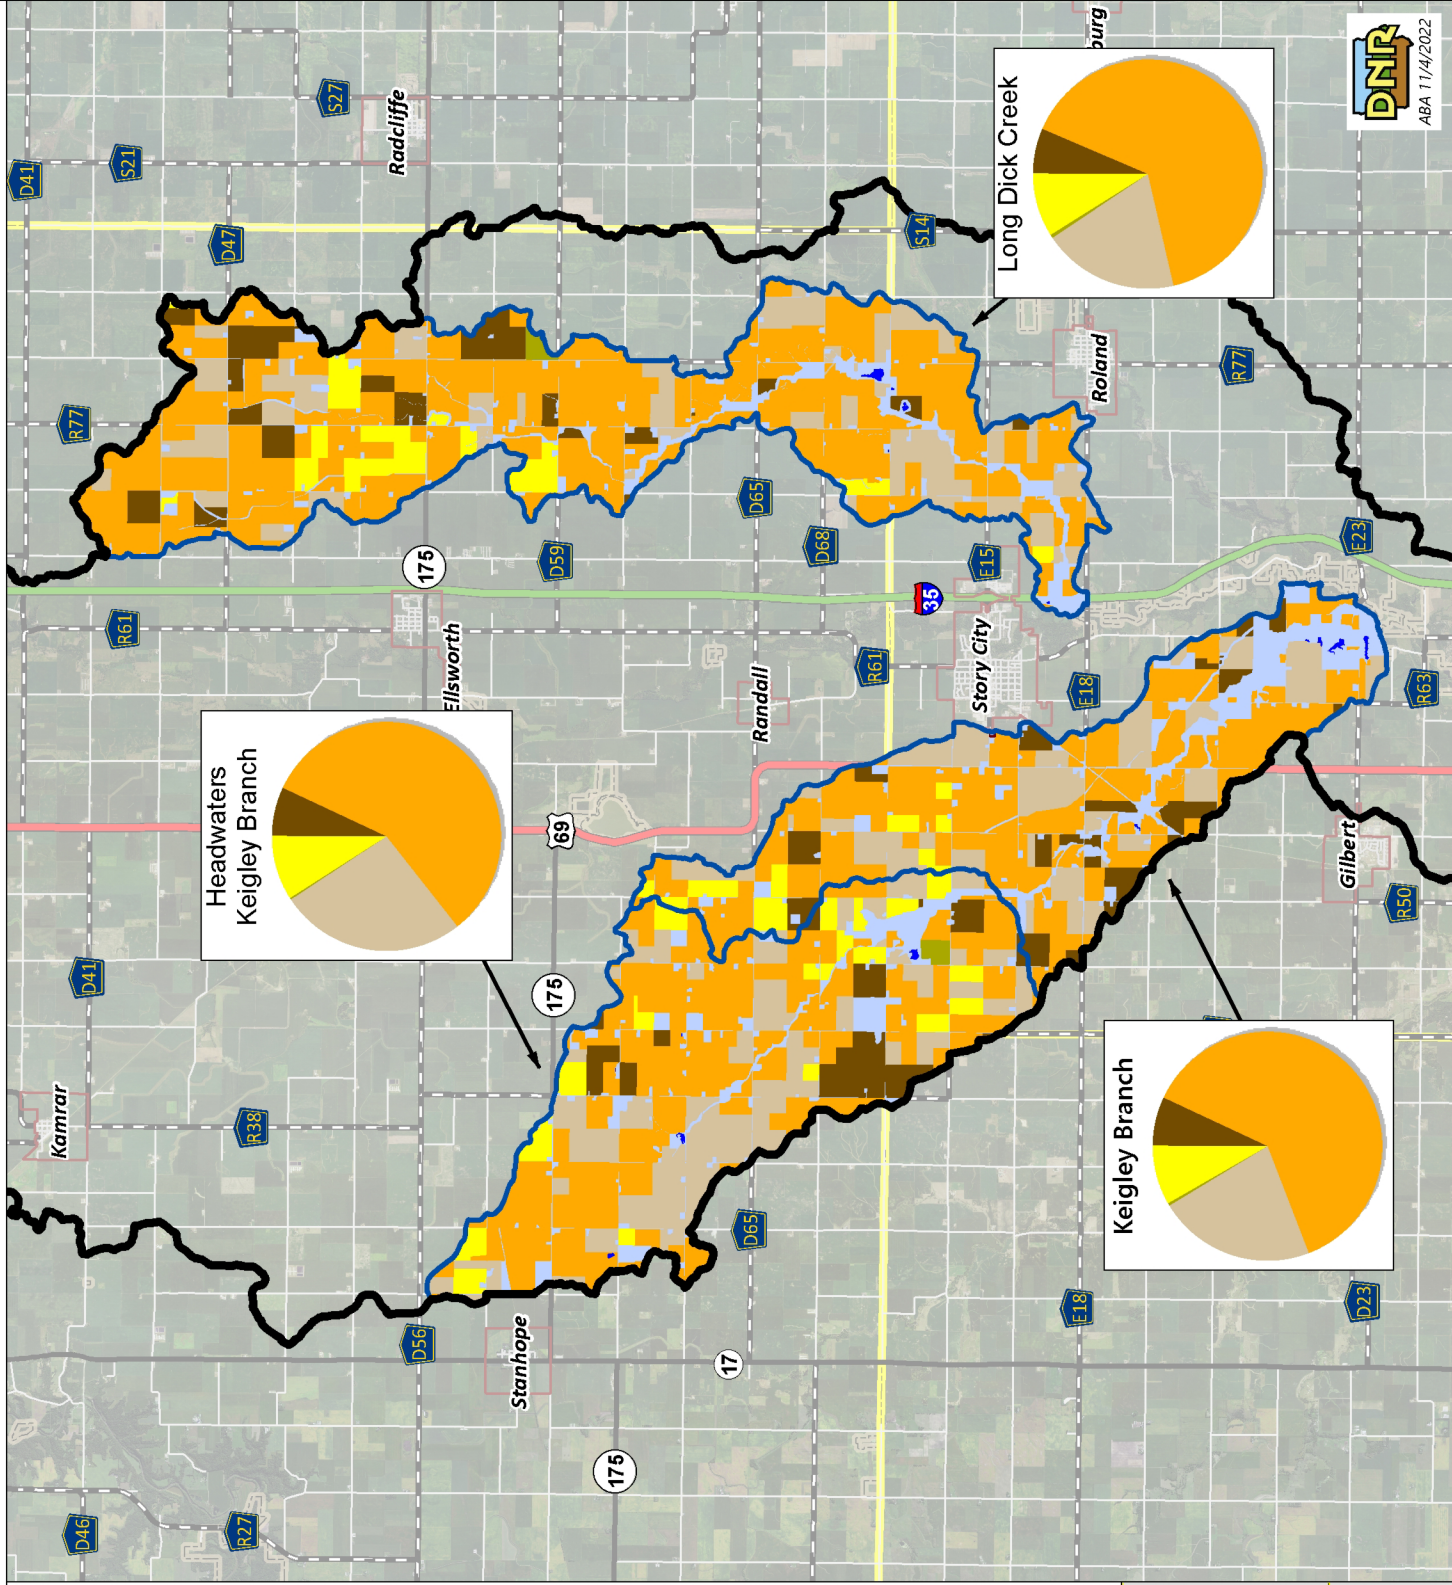 D41
burg
S27
S21
Radcliffe
DNR
ABA 11/4/2022
D47
S14
Long Dick Creek
R77
Roland
R77
D65
D68
E15
E23
175
D59
35
R61
Ellsworth
Randall
R61
Story City
E18
R63
Headwaters
Keigley Branch
69
Gilbert
R50
D41
175
Kamrar
R38
D65
Keigley Branch
E18
D23
D56
Stanhope
17
175
D46
R27